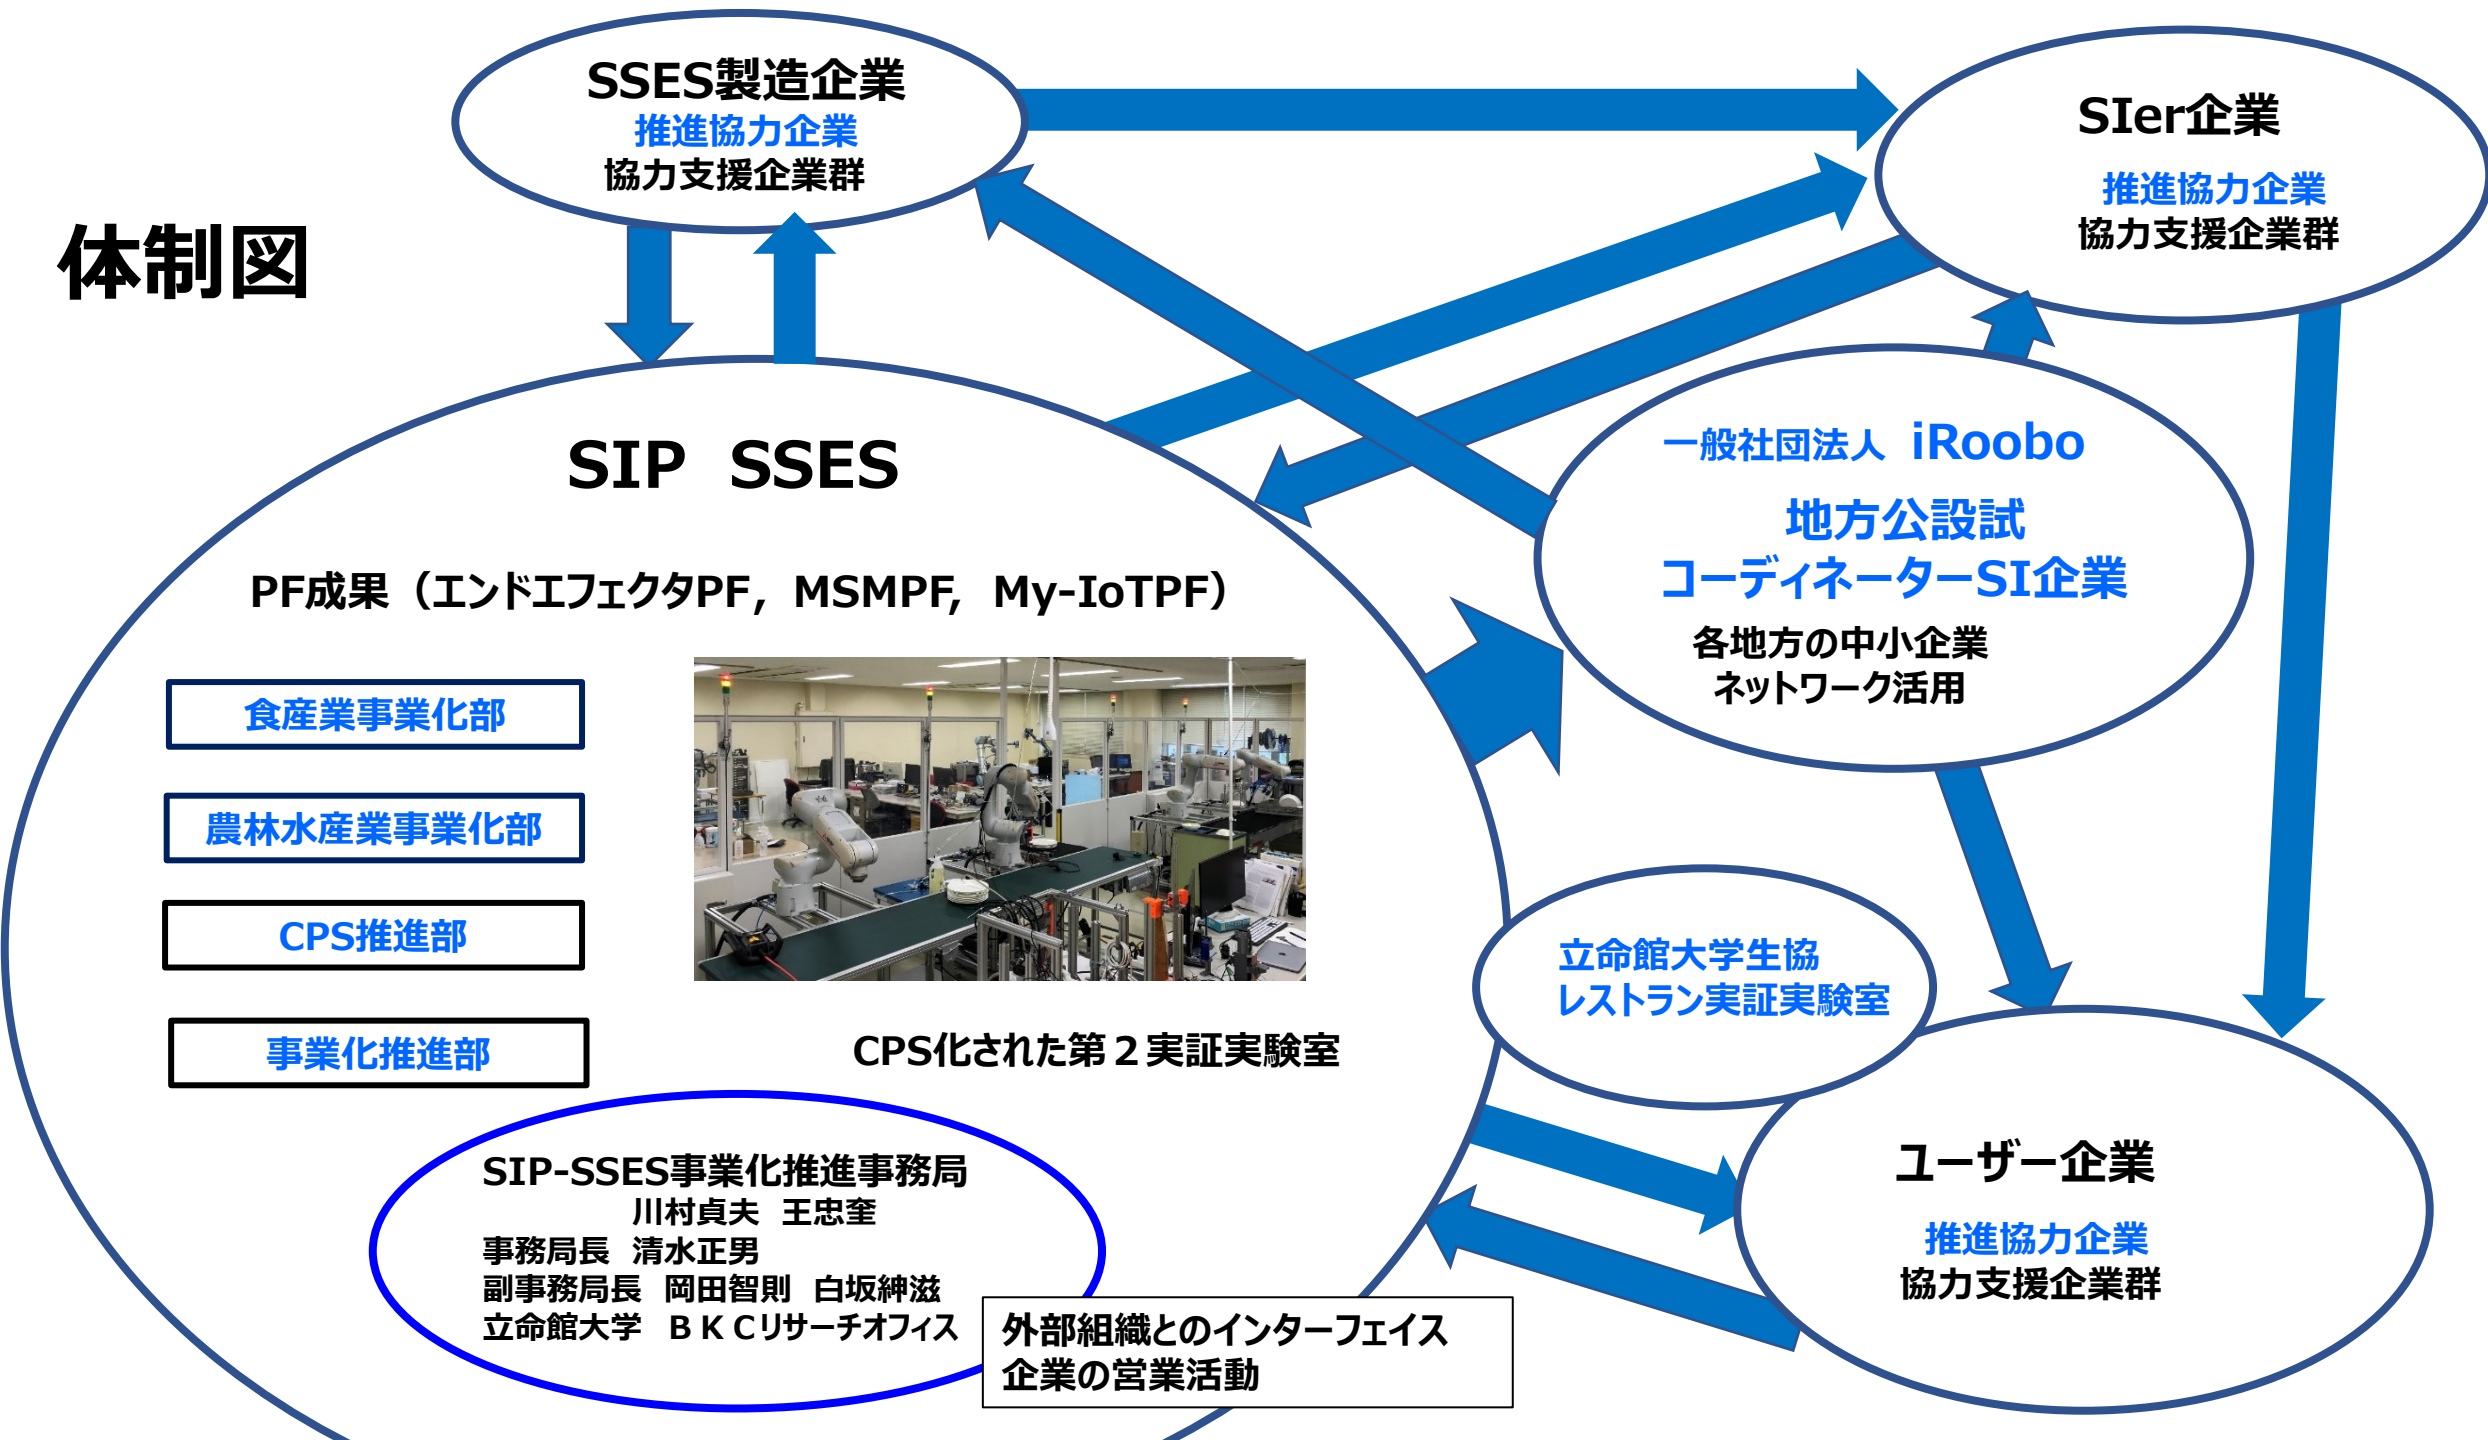 体制図
SSES製造企業
推進協力企業
協力支援企業群
SIer企業
推進協力企業
協力支援企業群
SIP　SSES
PF成果（エンドエフェクタPF，MSMPF，My-IoTPF）
食産業事業化部
農林水産業事業化部
CPS推進部
事業化推進部
CPS化された第２実証実験室
SIP-SSES事業化推進事務局
川村貞夫　王忠奎
事務局長　清水正男
副事務局長　岡田智則　白坂紳滋
立命館大学　ＢＫＣリサーチオフィス
外部組織とのインターフェイス
企業の営業活動
一般社団法人 iRoobo
地方公設試
コーディネーターSI企業
各地方の中小企業
ネットワーク活用
立命館大学生協
レストラン実証実験室
ユーザー企業
推進協力企業
協力支援企業群